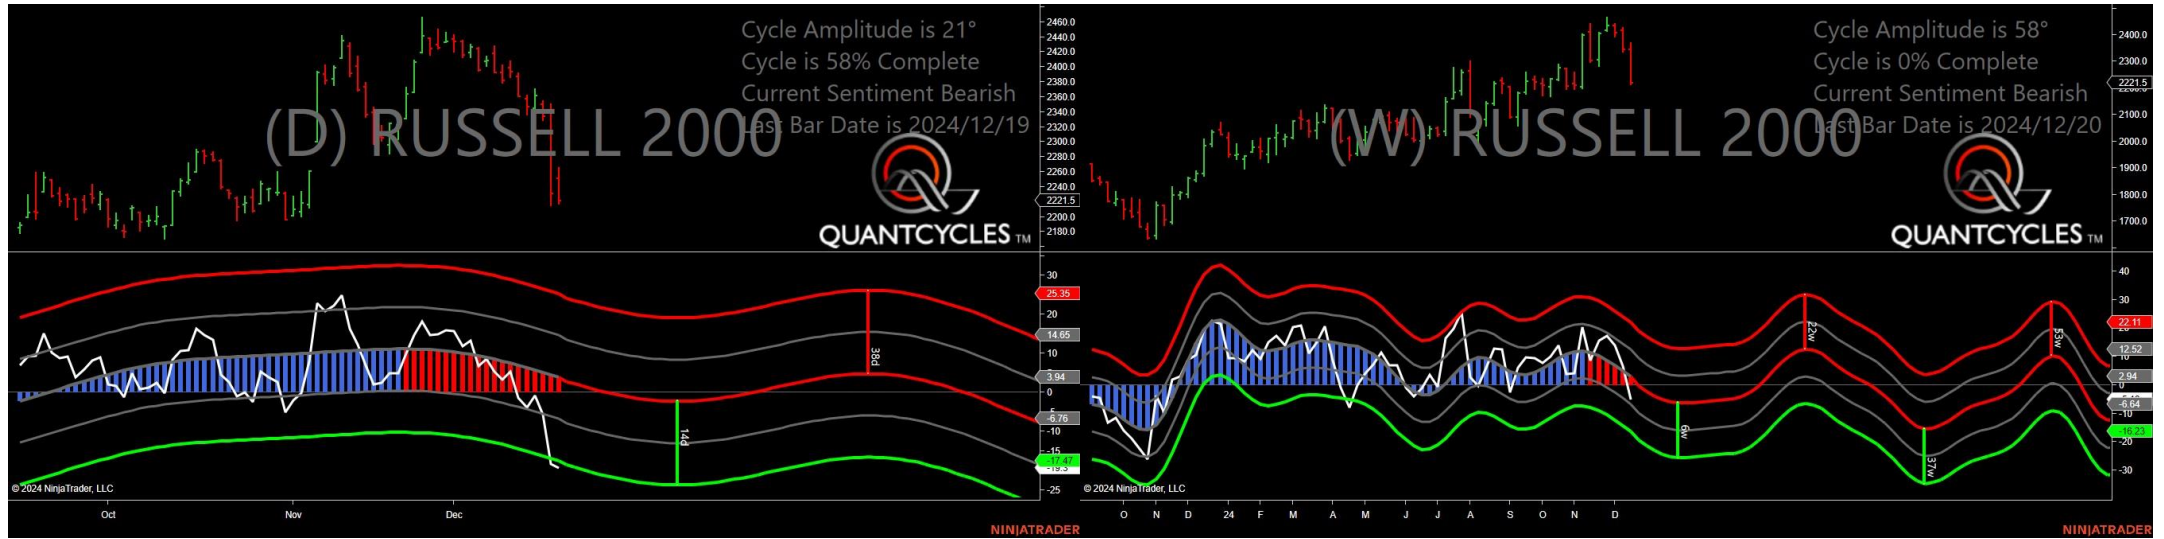 Cycle Amplitude is 21°
Cycle is 58% Complete
Current Sentiment Bearish
Last Bar Date is 2024/12/19
(D) RUSSELL 2000
QUANTCYCLES TM
2460.0
2440.0
2420.0
2400.0
2380.0
2360.0
2340.0
2320.0
2300.0
2280.0
2260.0
2240.0
2221.5
2200.0
2180.0
30
25.35
20
14.65
10
3.94
0
-6.76
-10
-15
-17.47
-19.3
-25
38d
14d
© 2024 NinjaTrader, LLC
Oct
Nov
Dec
NINJATRADER
Cycle Amplitude is 58°
Cycle is 0% Complete
Current Sentiment Bearish
Last Bar Date is 2024/12/20
(W) RUSSELL 2000
QUANTCYCLES TM
2400.0
2300.0
2221.5
2100.0
2000.0
1900.0
1800.0
1700.0
40
30
22.11
12.52
2.94
0
-6.64
-10
-16.23
-20
-30
22w
53w
6w
37w
© 2024 NinjaTrader, LLC
O N D 24 F M A M J J A S O N D
NINJATRADER